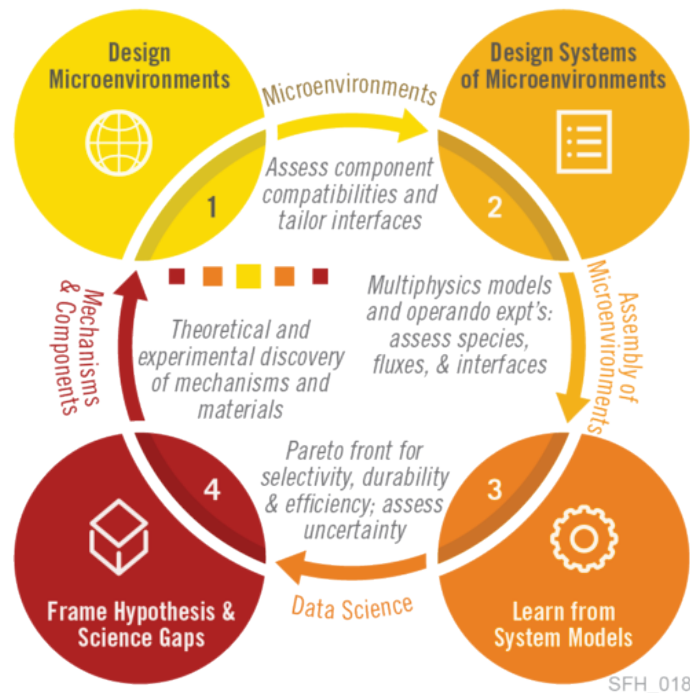 Design
Microenvironments
Microenvironments
Design Systems
of Microenvironments
1
Assess component
compatibilities and
tailor interfaces
2
Mechanisms
& Components
Theoretical and
experimental discovery
of mechanisms and
materials
Multiphysics models
and operando expt's:
assess species,
fluxes, & interfaces
Assembly of
Microenvironments
4
Pareto front for
selectivity, durability
& efficiency; assess
uncertainty
3
Frame Hypothesis &
Science Gaps
Data Science
Learn from
System Models
SFH_018